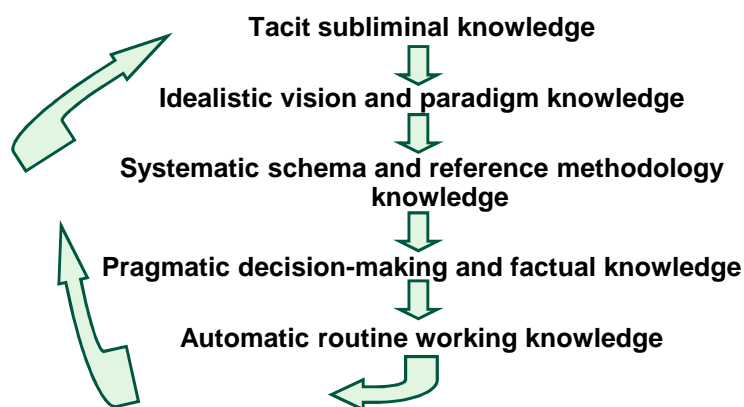 Tacit subliminal knowledge
Idealistic vision and paradigm knowledge
Systematic schema and reference methodology
knowledge
Pragmatic decision-making and factual knowledge
Automatic routine working knowledge